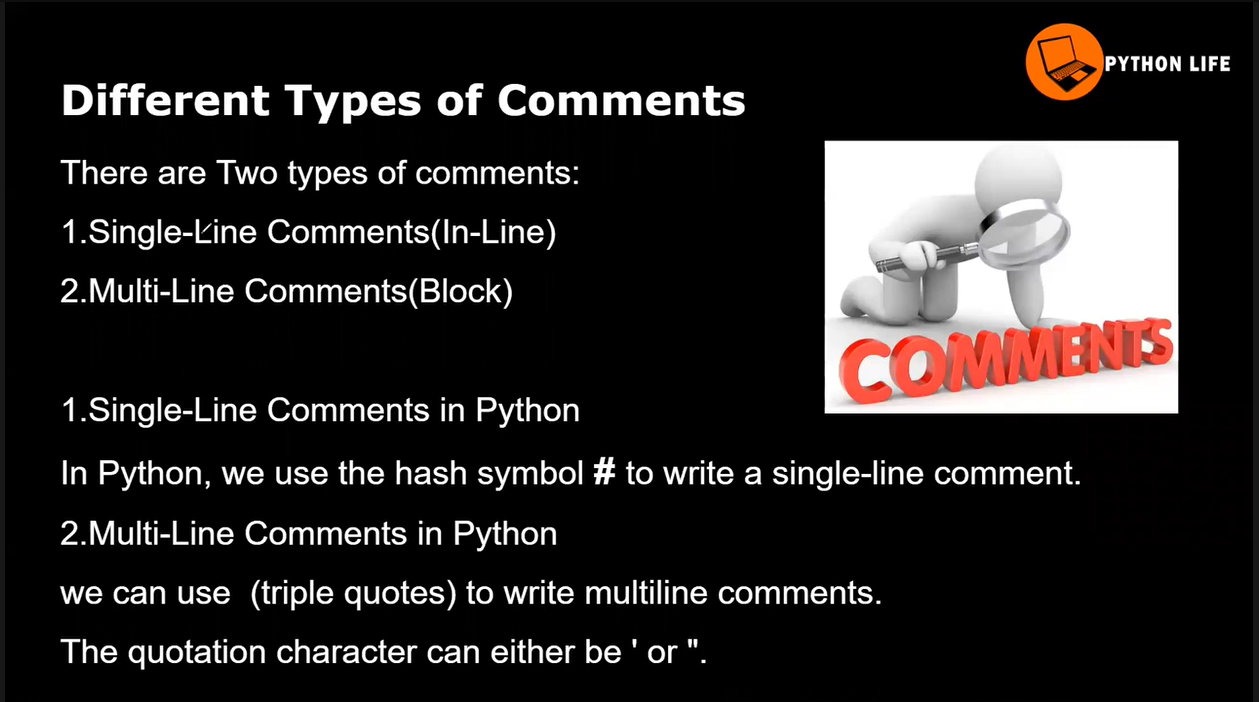 PYTHON LIFE
Different Types of Comments
There are Two types of comments:
1.Single-Line Comments(In-Line)
2.Multi-Line Comments(Block)
COMMENTS
1.Single-Line Comments in Python
In Python, we use the hash symbol # to write a single-line comment.
2.Multi-Line Comments in Python
we can use  (triple quotes) to write multiline comments.
The quotation character can either be ' or ".